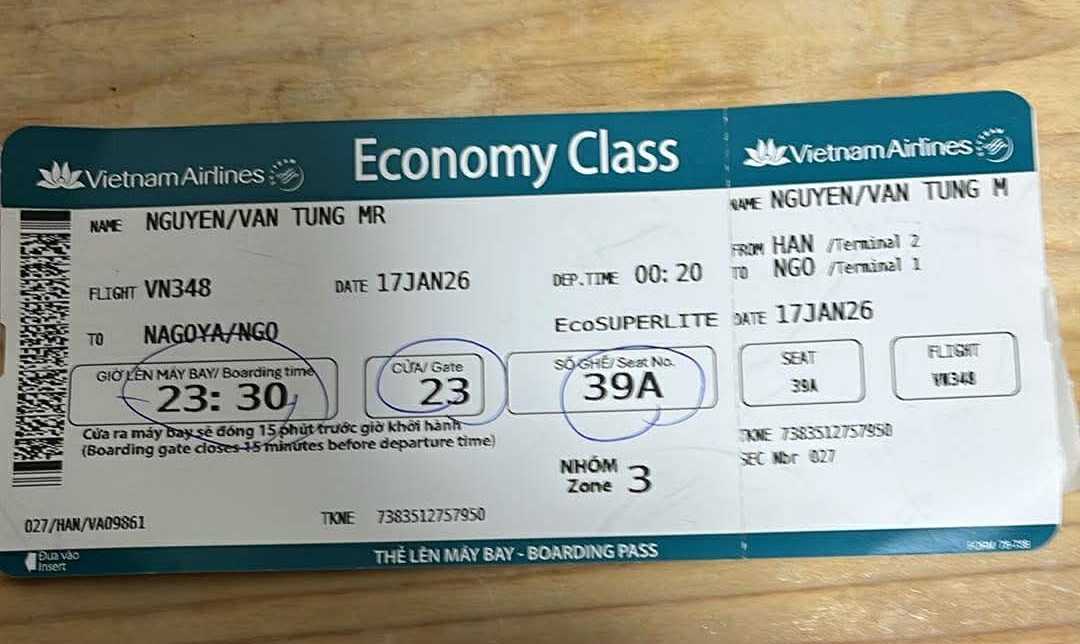 Vietnam Airlines
Economy Class
Vietnam Airlines
NAME NGUYEN/VAN TUNG MR
NAME NGUYEN/VAN TUNG M
FROM HAN /Terminal 2
TO NGO /Terminal 1
FLIGHT VN348 DATE 17JAN26 DEP.TIME 00:20
TO NAGOYA/NGO EcoSUPERLITE
DATE 17JAN26
GIỜ LÊN MÁY BAY/ Boarding time
23:30
CỬA/ Gate
23
SỐ GHẾ/ Seat No.
39A
SEAT
39A
FLIGHT
VN348
Cửa ra máy bay sẽ đóng 15 phút trước giờ khởi hành
(Boarding gate closes 15 minutes before departure time)
NHÓM
Zone 3
TKNE 7383512757950
SEC Nbr 027
027/HAN/VA09861
TKNE 7383512757950
Đưa vào
Insert
THẺ LÊN MÁY BAY - BOARDING PASS